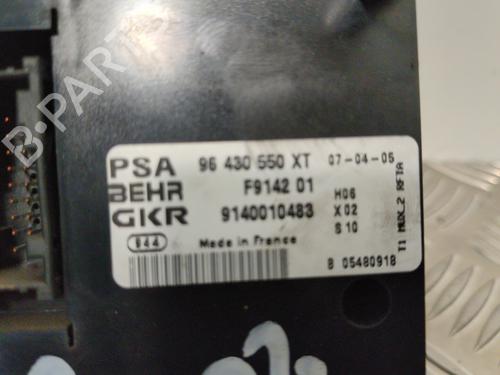 B-PARTS
PSA 96 430 550 XT 07-04-05
BEHR F9142 01 H06
GKR 9140010483 X02
S10
944 Made in France
B 05480918
T1 MUX_2 RFTA